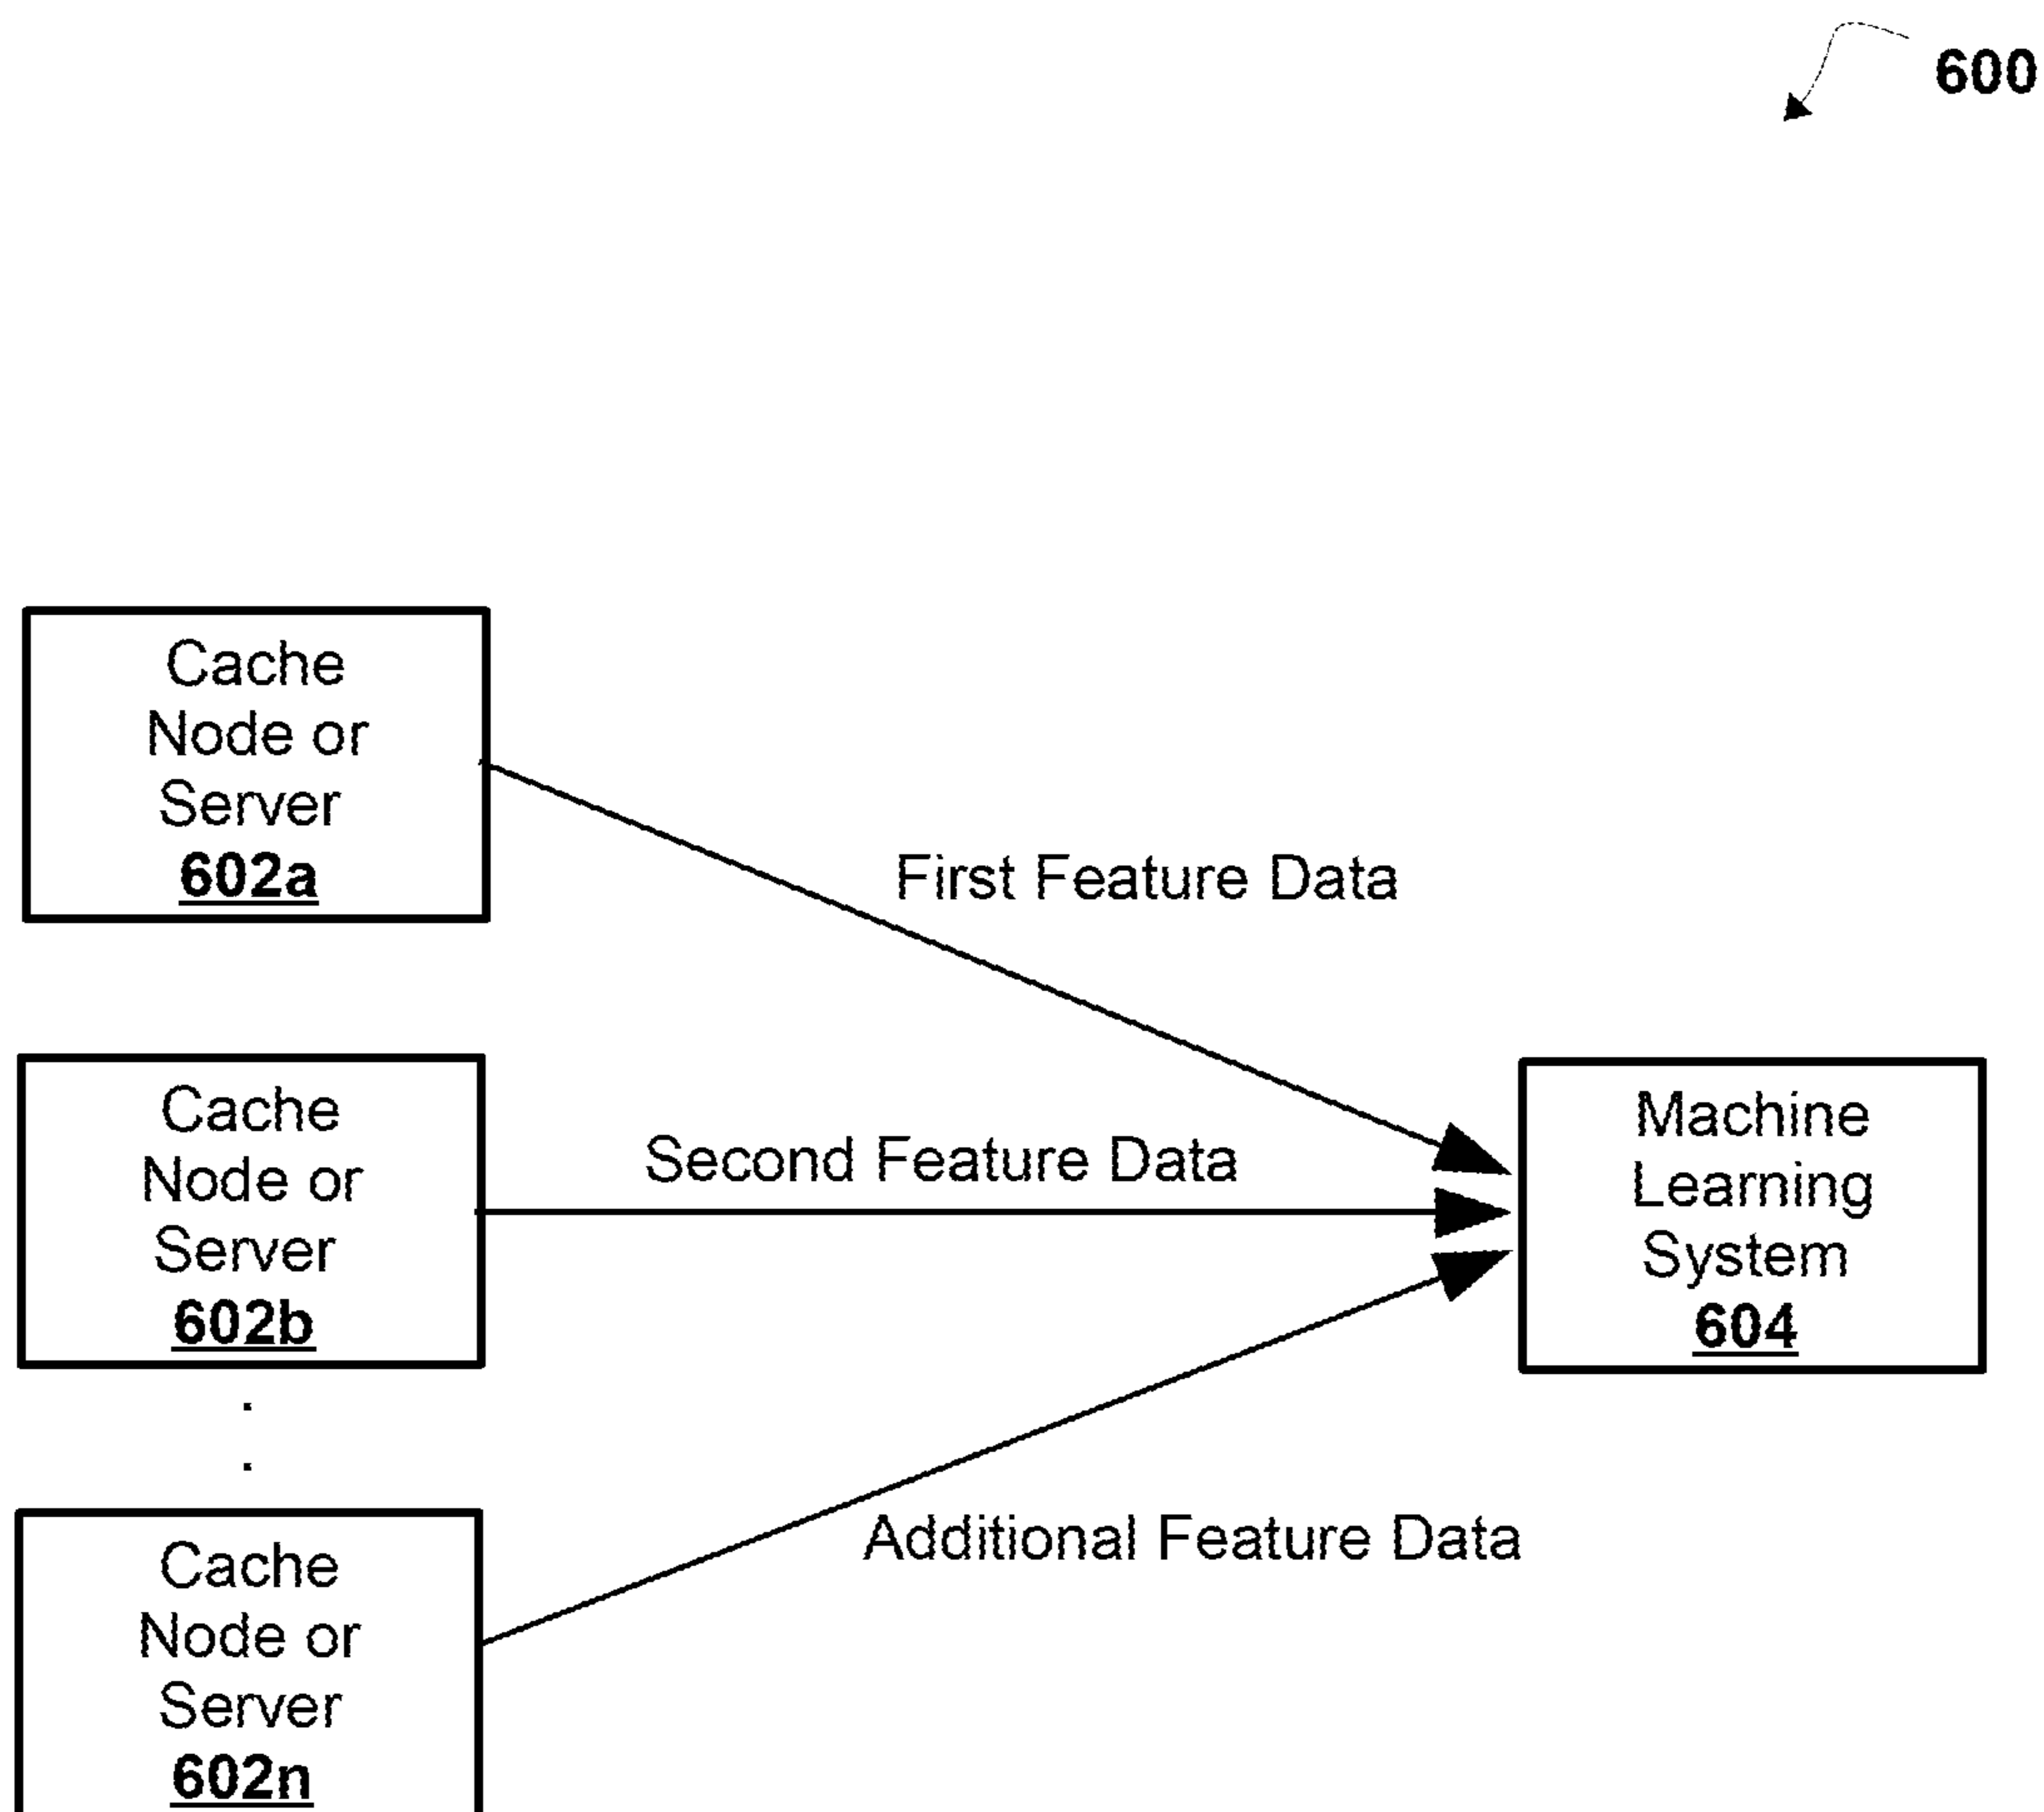 600
Cache
Node or
Server
602a
First Feature Data
Cache
Node or
Server
602b
Second Feature Data
Machine
Learning
System
604
Additional Feature Data
Cache
Node or
Server
602n